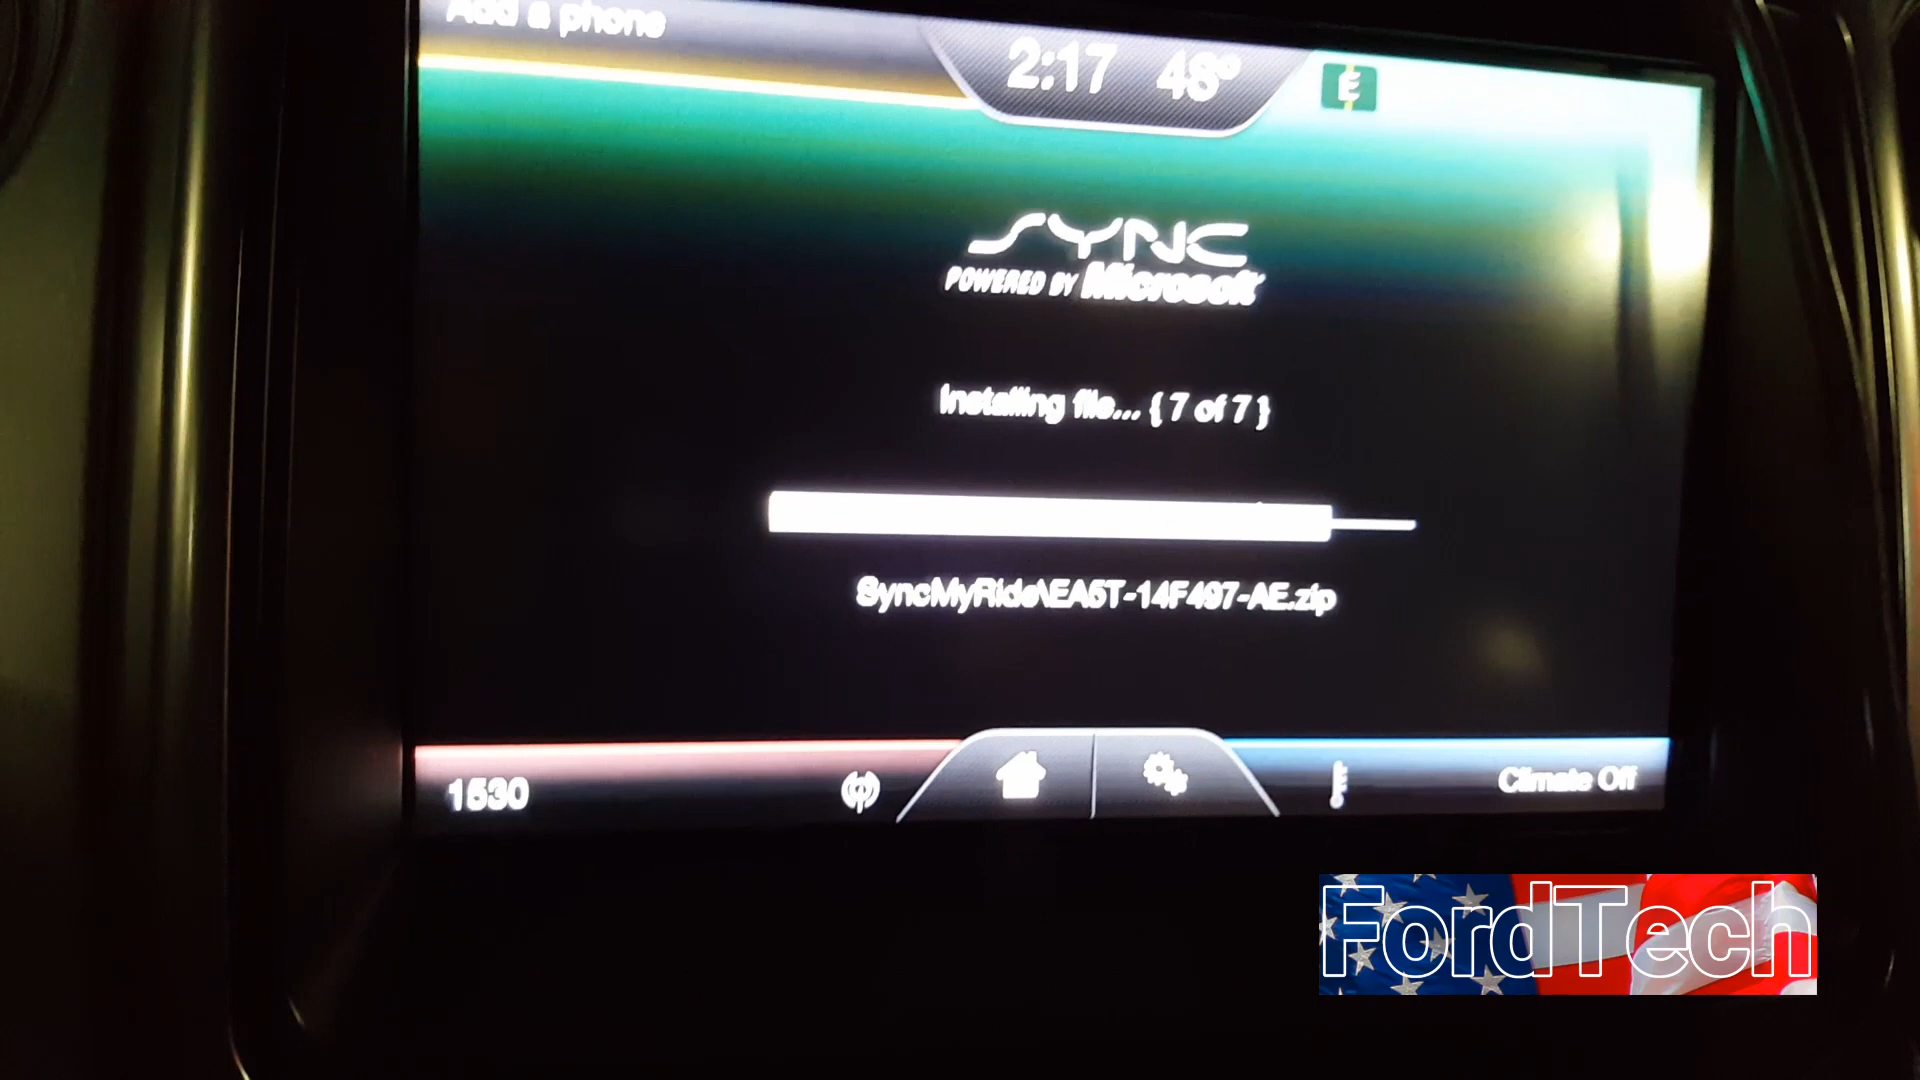 Add a phone
2:17 48°
E
SYNC
POWERED BY Microsoft
Installing file... { 7 of 7 }
SyncMyRide\EA5T-14F497-AE.zip
1530
Climate Off
FordTech